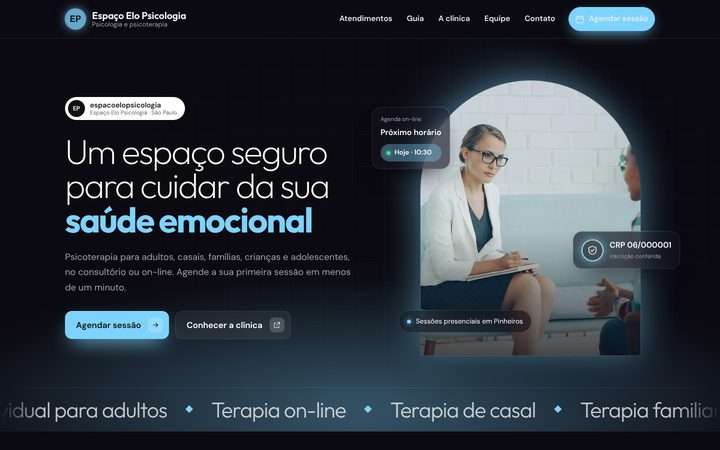 EP
Espaço Elo Psicologia
Psicologia e psicoterapia
Atendimentos
Guia
A clínica
Equipe
Contato
Agendar sessão
EP
espacoelopsicologia
Espaço Elo Psicologia · São Paulo
Um espaço seguro
para cuidar da sua
saúde emocional
Psicoterapia para adultos, casais, famílias, crianças e adolescentes,
no consultório ou on-line. Agende a sua primeira sessão em menos
de um minuto.
Agendar sessão
Conhecer a clínica
Agenda on-line
Próximo horário
Hoje · 10:30
CRP 06/000001
inscrição conferida
Sessões presenciais em Pinheiros
vidual para adultos
Terapia on-line
Terapia de casal
Terapia familiar